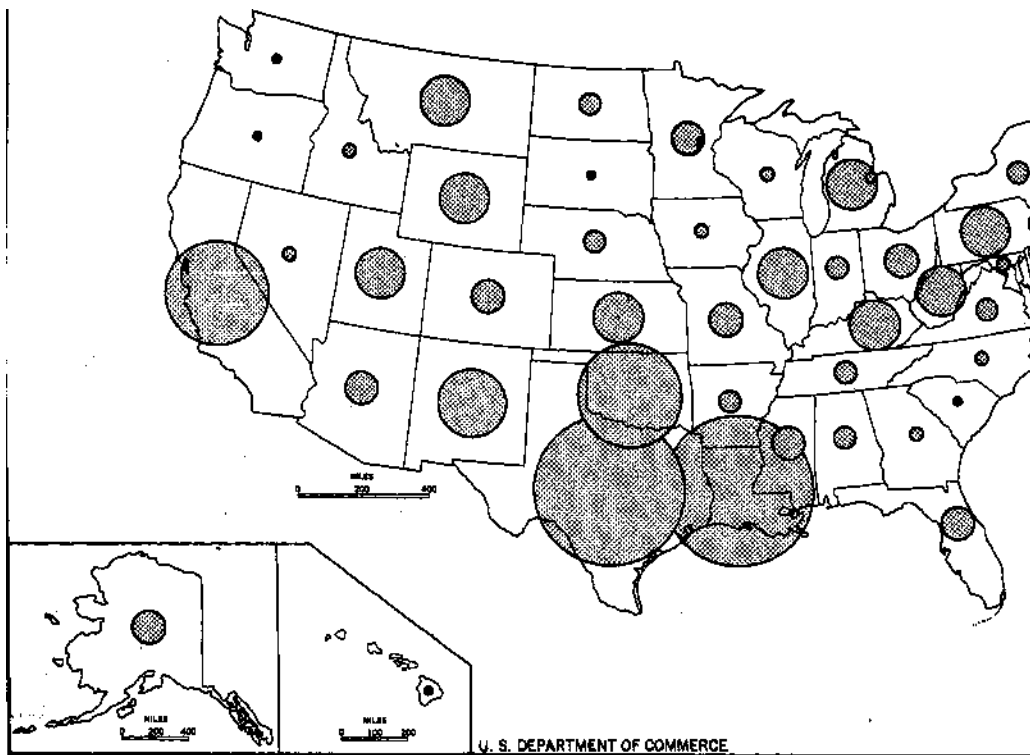 MILES
0 200 400
MILES
0 200 400
MILES
0 100 200
U. S. DEPARTMENT OF COMMERCE